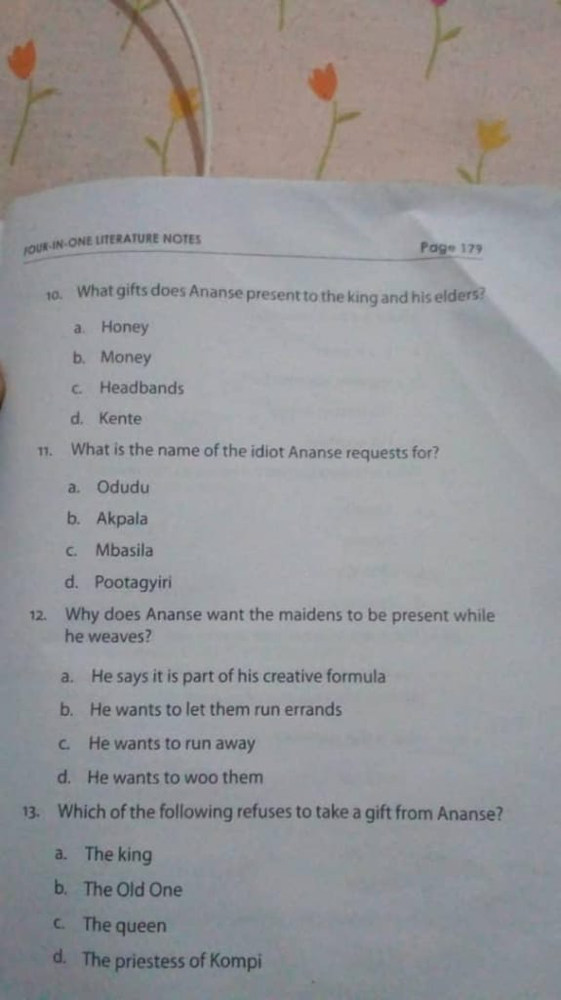 FOUR-IN-ONE LITERATURE NOTES
Page 179
10. What gifts does Ananse present to the king and his elders?
a. Honey
b. Money
c. Headbands
d. Kente
11. What is the name of the idiot Ananse requests for?
a. Odudu
b. Akpala
c. Mbasila
d. Pootagyiri
12. Why does Ananse want the maidens to be present while
he weaves?
a. He says it is part of his creative formula
b. He wants to let them run errands
c. He wants to run away
d. He wants to woo them
13. Which of the following refuses to take a gift from Ananse?
a. The king
b. The Old One
c. The queen
d. The priestess of Kompi